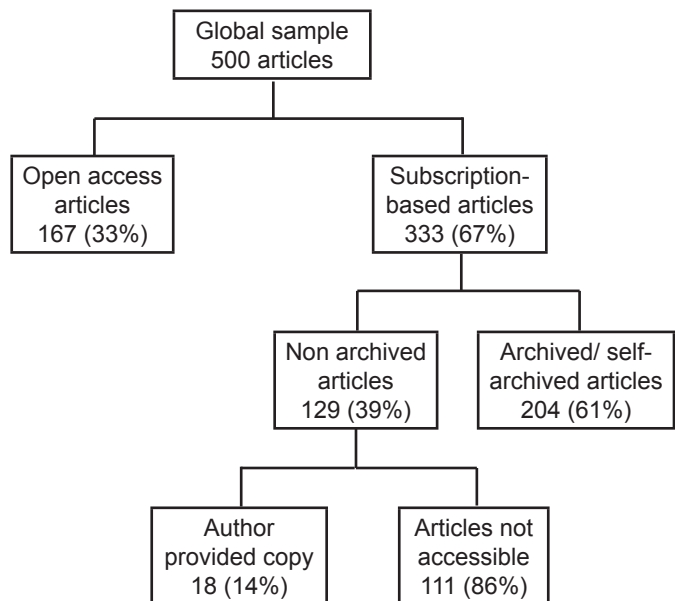 Global sample
500 articles
Open access
articles
167 (33%)
Subscription-
based articles
333 (67%)
Non archived
articles
129 (39%)
Archived/ self-
archived articles
204 (61%)
Author
provided copy
18 (14%)
Articles not
accessible
111 (86%)